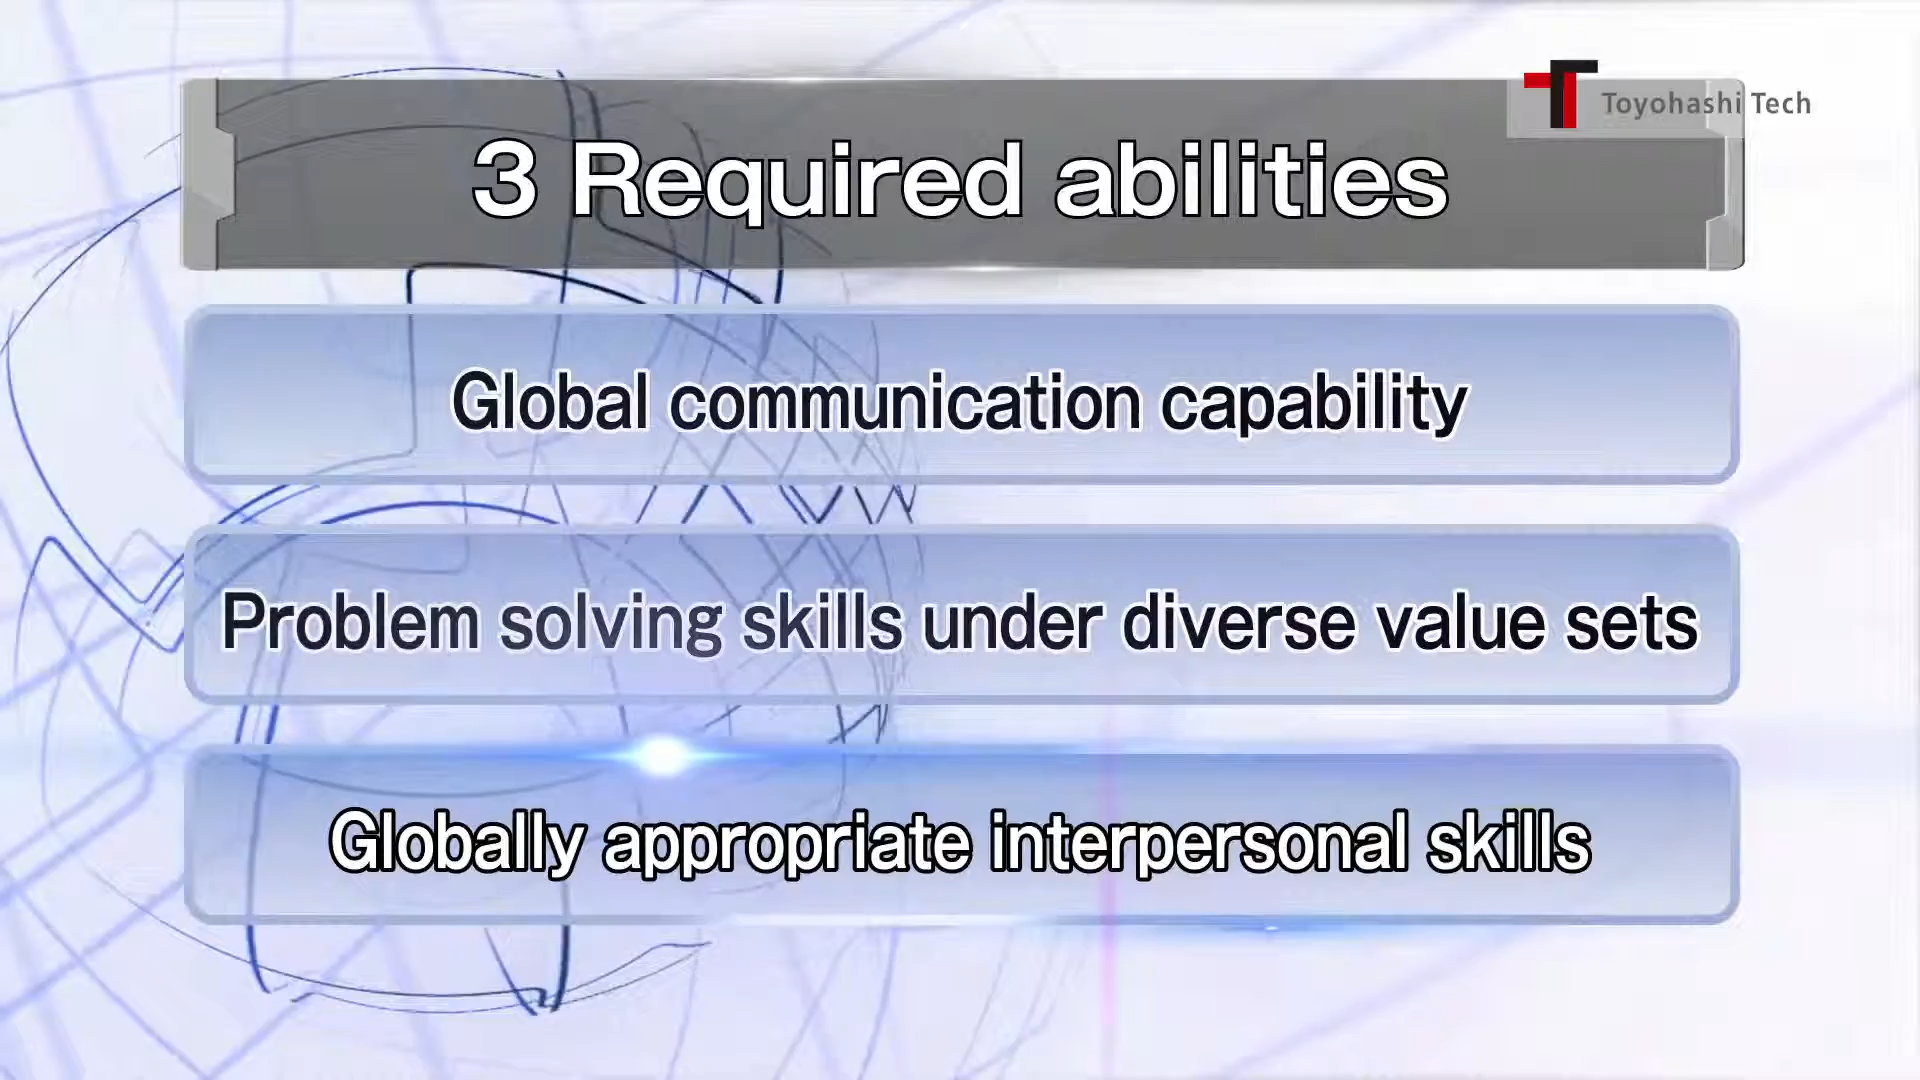 Toyohashi Tech
3 Required abilities
Global communication capability
Problem solving skills under diverse value sets
Globally appropriate interpersonal skills